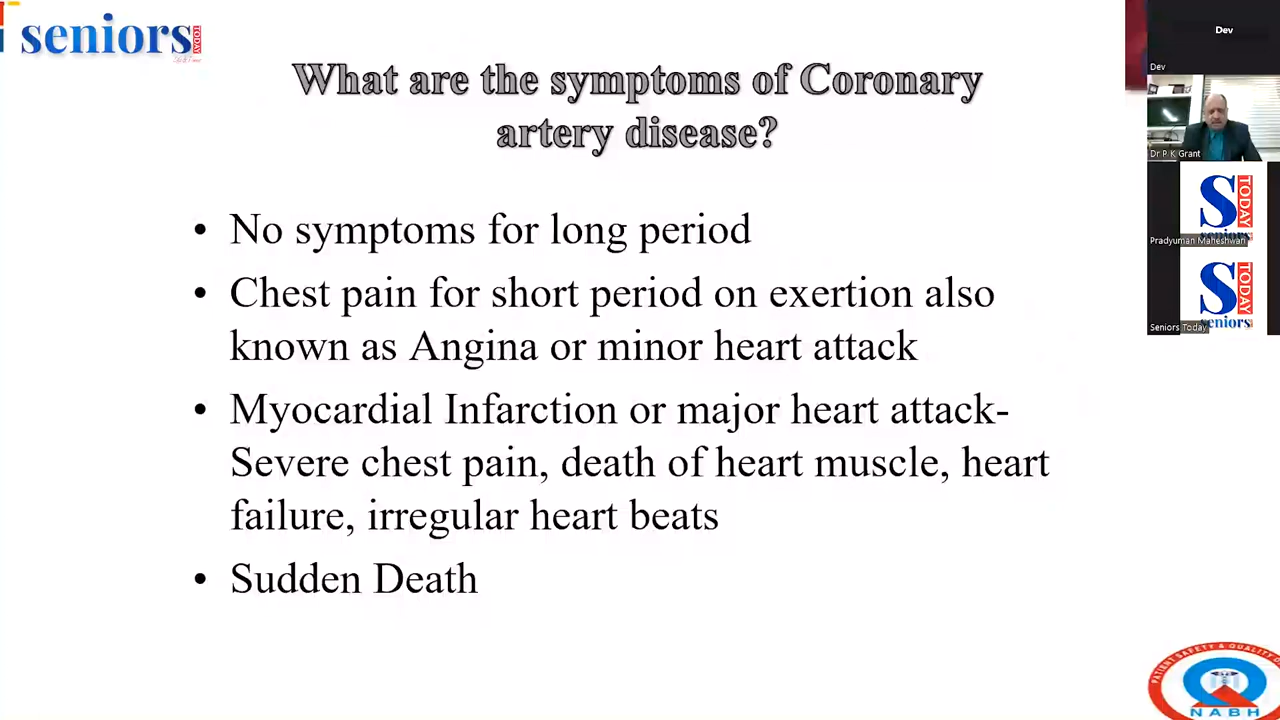 seniors
TODAY
What are the symptoms of Coronary
artery disease?
• No symptoms for long period
• Chest pain for short period on exertion also
known as Angina or minor heart attack
• Myocardial Infarction or major heart attack-
Severe chest pain, death of heart muscle, heart
failure, irregular heart beats
• Sudden Death
Dev
Dev
Dr P K Grant
S TODAY
seniors
Pradyuman Maheshwari
S TODAY
seniors
Seniors Today
PATIENT SAFETY & QUALITY O
NABH